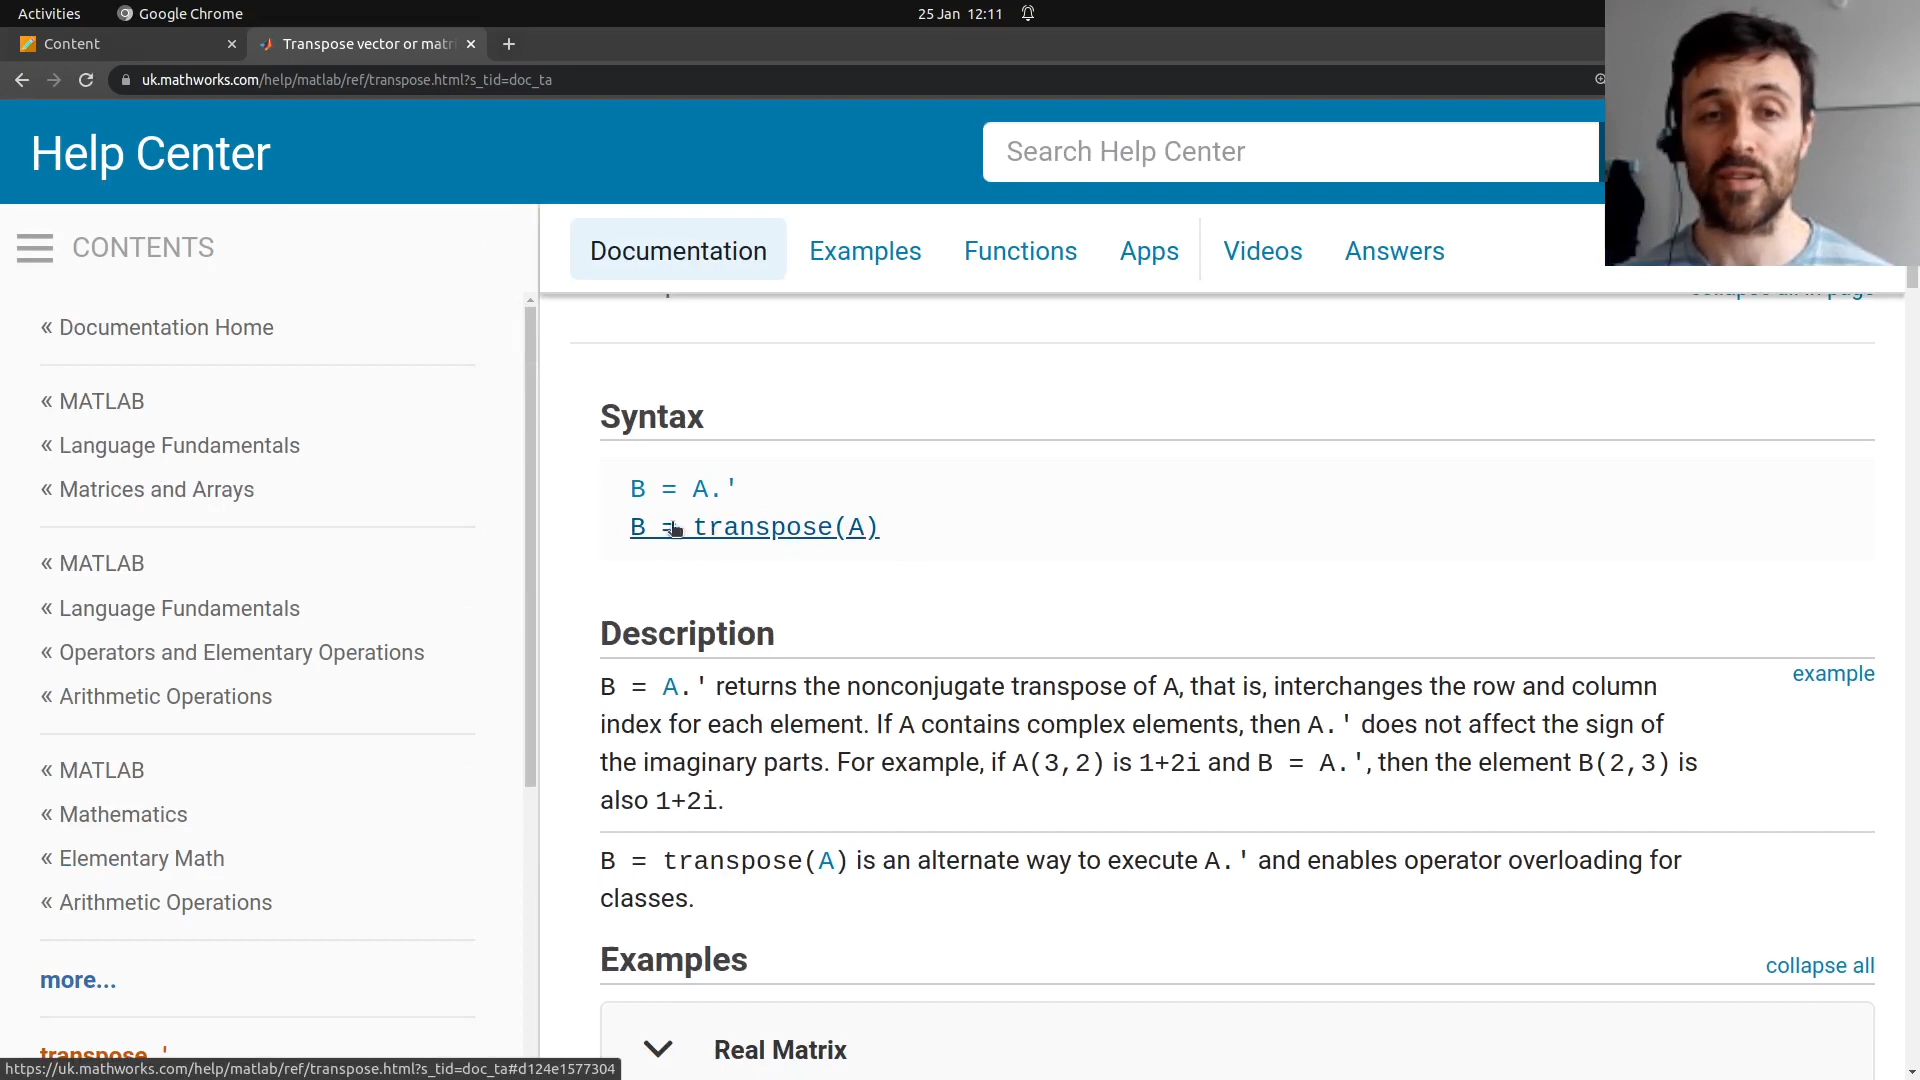 Activities
Google Chrome
25 Jan 12:11
Content
Transpose vector or matri
uk.mathworks.com/help/matlab/ref/transpose.html?s_tid=doc_ta
Help Center
Search Help Center
CONTENTS
Documentation
Examples
Functions
Apps
Videos
Answers
collapse all in page
« Documentation Home
« MATLAB
« Language Fundamentals
« Matrices and Arrays
« MATLAB
« Language Fundamentals
« Operators and Elementary Operations
« Arithmetic Operations
« MATLAB
« Mathematics
« Elementary Math
« Arithmetic Operations
more...
transpose, .'
Syntax
B = A.'
B = transpose(A)
Description
example
B = A.' returns the nonconjugate transpose of A, that is, interchanges the row and column
index for each element. If A contains complex elements, then A.' does not affect the sign of
the imaginary parts. For example, if A(3,2) is 1+2i and B = A.', then the element B(2,3) is
also 1+2i.
B = transpose(A) is an alternate way to execute A.' and enables operator overloading for
classes.
Examples
collapse all
Real Matrix
https://uk.mathworks.com/help/matlab/ref/transpose.html?s_tid=doc_ta#d124e1577304